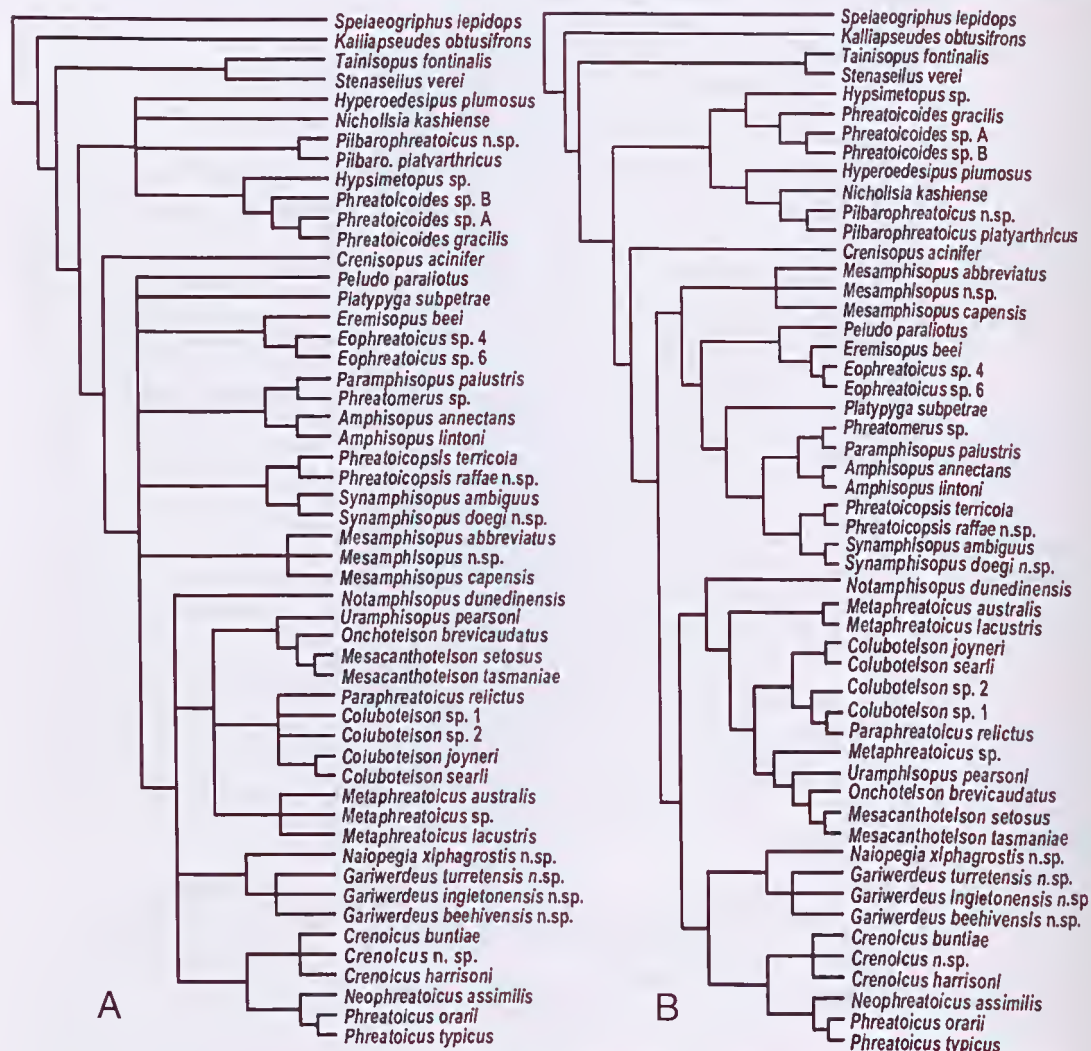 Spelaeogriphus lepidops
Kalliapseudes obtusifrons
Tainisopus fontinalis
Stenasellus verei
Hyperoedesipus plumosus
Nichollsia kashiense
Pilbarophreatoicus n.sp.
Pilbaro. platyarthricus
Hypsimetopus sp.
Phreatoicoides sp. B
Phreatoicoides sp. A
Phreatoicoides gracilis
Crenisopus acinifer
Peludo paraliotus
Platypyga subpetrae
Eremisopus beei
Eophreatoicus sp. 4
Eophreatoicus sp. 6
Paramphisopus palustris
Phreatomerus sp.
Amphisopus annectans
Amphisopus lintoni
Phreatoicopsis terricola
Phreatoicopsis raffae n.sp.
Synamphisopus ambiguus
Synamphisopus doegi n.sp.
Mesamphisopus abbreviatus
Mesamphisopus n.sp.
Mesamphisopus capensis
Notamphisopus dunedinensis
Uramphisopus pearsoni
Onchotelson brevicaudatus
Mesacanthotelson setosus
Mesacanthotelson tasmaniae
Paraphreatoicus relictus
Colubotelson sp. 1
Colubotelson sp. 2
Colubotelson joyneri
Colubotelson searli
Metaphreatoicus australis
Metaphreatoicus sp.
Metaphreatoicus lacustris
Naiopegia xiphagrostis n.sp.
Gariwerdeus turretensis n.sp.
Gariwerdeus ingletonensis n.sp.
Gariwerdeus beehivensis n.sp.
Crenoicus buntiae
Crenoicus n. sp.
Crenoicus harrisoni
Neophreatoicus assimilis
Phreatoicus orarii
Phreatoicus typicus
A
Spelaeogriphus lepidops
Kalliapseudes obtusifrons
Tainisopus fontinalis
Stenasellus verei
Hypsimetopus sp.
Phreatoicoides gracilis
Phreatoicoides sp. A
Phreatoicoides sp. B
Hyperoedesipus plumosus
Nichollsia kashiense
Pilbarophreatoicus n.sp.
Pilbarophreatoicus platyarthricus
Crenisopus acinifer
Mesamphisopus abbreviatus
Mesamphisopus n.sp.
Mesamphisopus capensis
Peludo paraliotus
Eremisopus beei
Eophreatoicus sp. 4
Eophreatoicus sp. 6
Platypyga subpetrae
Phreatomerus sp.
Paramphisopus palustris
Amphisopus annectans
Amphisopus lintoni
Phreatoicopsis terricola
Phreatoicopsis raffae n.sp.
Synamphisopus ambiguus
Synamphisopus doegi n.sp.
Notamphisopus dunedinensis
Metaphreatoicus australis
Metaphreatoicus lacustris
Colubotelson joyneri
Colubotelson searli
Colubotelson sp. 2
Colubotelson sp. 1
Paraphreatoicus relictus
Metaphreatoicus sp.
Uramphisopus pearsoni
Onchotelson brevicaudatus
Mesacanthotelson setosus
Mesacanthotelson tasmaniae
Naiopegia xiphagrostis n.sp.
Gariwerdeus turretensis n.sp.
Gariwerdeus ingletonensis n.sp
Gariwerdeus beehivensis n.sp.
Crenoicus buntiae
Crenoicus n.sp.
Crenoicus harrisoni
Neophreatoicus assimilis
Phreatoicus orarii
Phreatoicus typicus
B